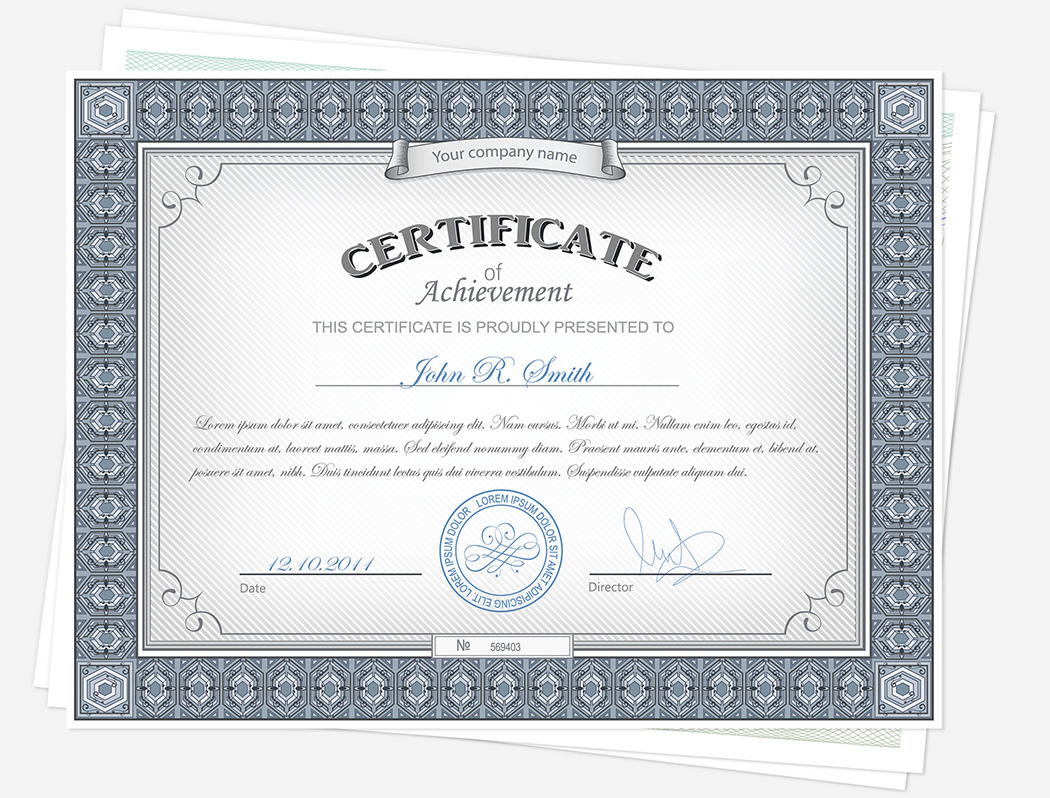 Your company name
CERTIFICATE
of
Achievement
THIS CERTIFICATE IS PROUDLY PRESENTED TO
John R. Smith
Lorem ipsum dolor sit amet, consectetuer adipiscing elit. Nam cursus. Morbi ut mi. Nullam enim leo, egestas id,
condimentum at, laoreet mattis, massa. Sed eleifend nonummy diam. Praesent mauris ante, elementum et, bibend at,
posuere sit amet, nibh. Duis tincidunt lectus quis dui viverra vestibulum. Suspendisse vulputate aliquam dui.
LOREM IPSUM DOLOR SIT AMET ADIPISCING ELIT. LOREM IPSUM DOLOR
12.10.2011
Date
Director
№ 569403